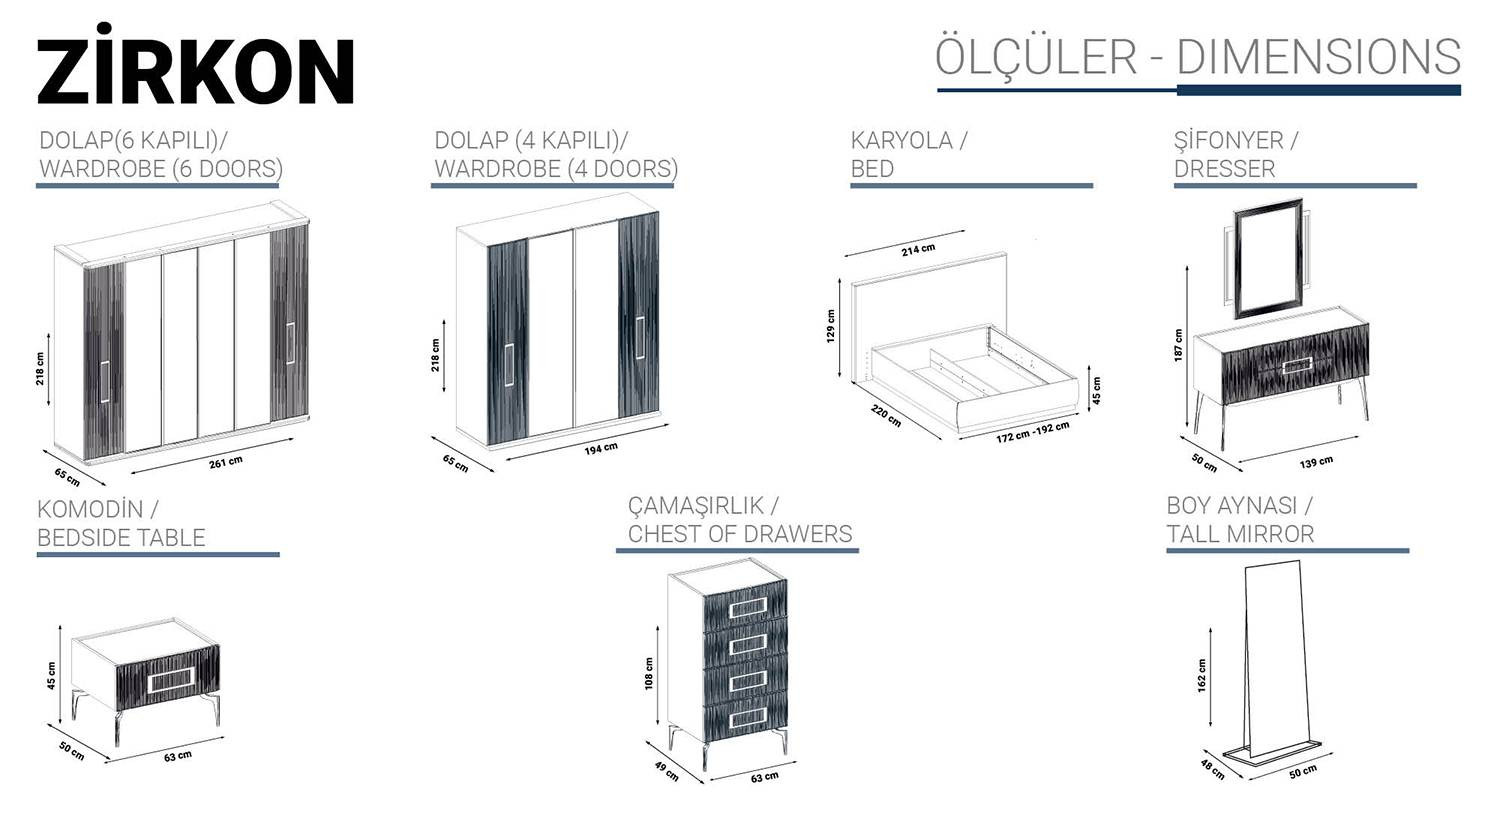 ZİRKON
ÖLÇÜLER - DIMENSIONS
DOLAP(6 KAPILI)/
WARDROBE (6 DOORS)
218 cm
65 cm
261 cm
DOLAP (4 KAPILI)/
WARDROBE (4 DOORS)
218 cm
65 cm
194 cm
KARYOLA /
BED
214 cm
129 cm
220 cm
172 cm -192 cm
45 cm
ŞİFONYER /
DRESSER
187 cm
50 cm
139 cm
KOMODİN /
BEDSIDE TABLE
45 cm
50 cm
63 cm
ÇAMAŞIRLIK /
CHEST OF DRAWERS
108 cm
49 cm
63 cm
BOY AYNASI /
TALL MIRROR
162 cm
48 cm
50 cm